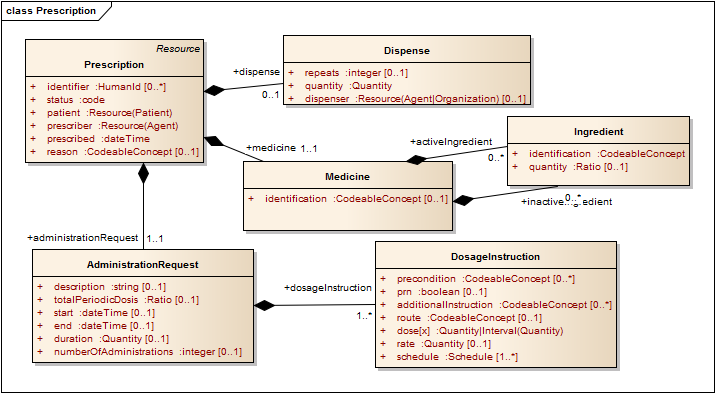 class Prescription
Resource
Prescription
+ identifier :HumanId [0..*]
+ status :code
+ patient :Resource(Patient)
+ prescriber :Resource(Agent)
+ prescribed :dateTime
+ reason :CodeableConcept [0..1]
+dispense
0..1
Dispense
+ repeats :integer [0..1]
+ quantity :Quantity
+ dispenser :Resource(Agent|Organization) [0..1]
+medicine
1..1
Medicine
+ identification :CodeableConcept [0..1]
+activeIngredient
0..*
Ingredient
+ identification :CodeableConcept
+ quantity :Ratio [0..1]
0..*
+administrationRequest
1..1
AdministrationRequest
+ description :string [0..1]
+ totalPeriodicDosis :Ratio [0..1]
+ start :dateTime [0..1]
+ end :dateTime [0..1]
+ duration :Quantity [0..1]
+ numberOfAdministrations :integer [0..1]
+dosageInstruction
1..*
DosageInstruction
+ precondition :CodeableConcept [0..*]
+ prn :boolean [0..1]
+ additionalInstruction :CodeableConcept [0..*]
+ route :CodeableConcept [0..1]
+ dose[x] :Quantity|Interval(Quantity)
+ rate :Quantity [0..1]
+ schedule :Schedule [1..*]